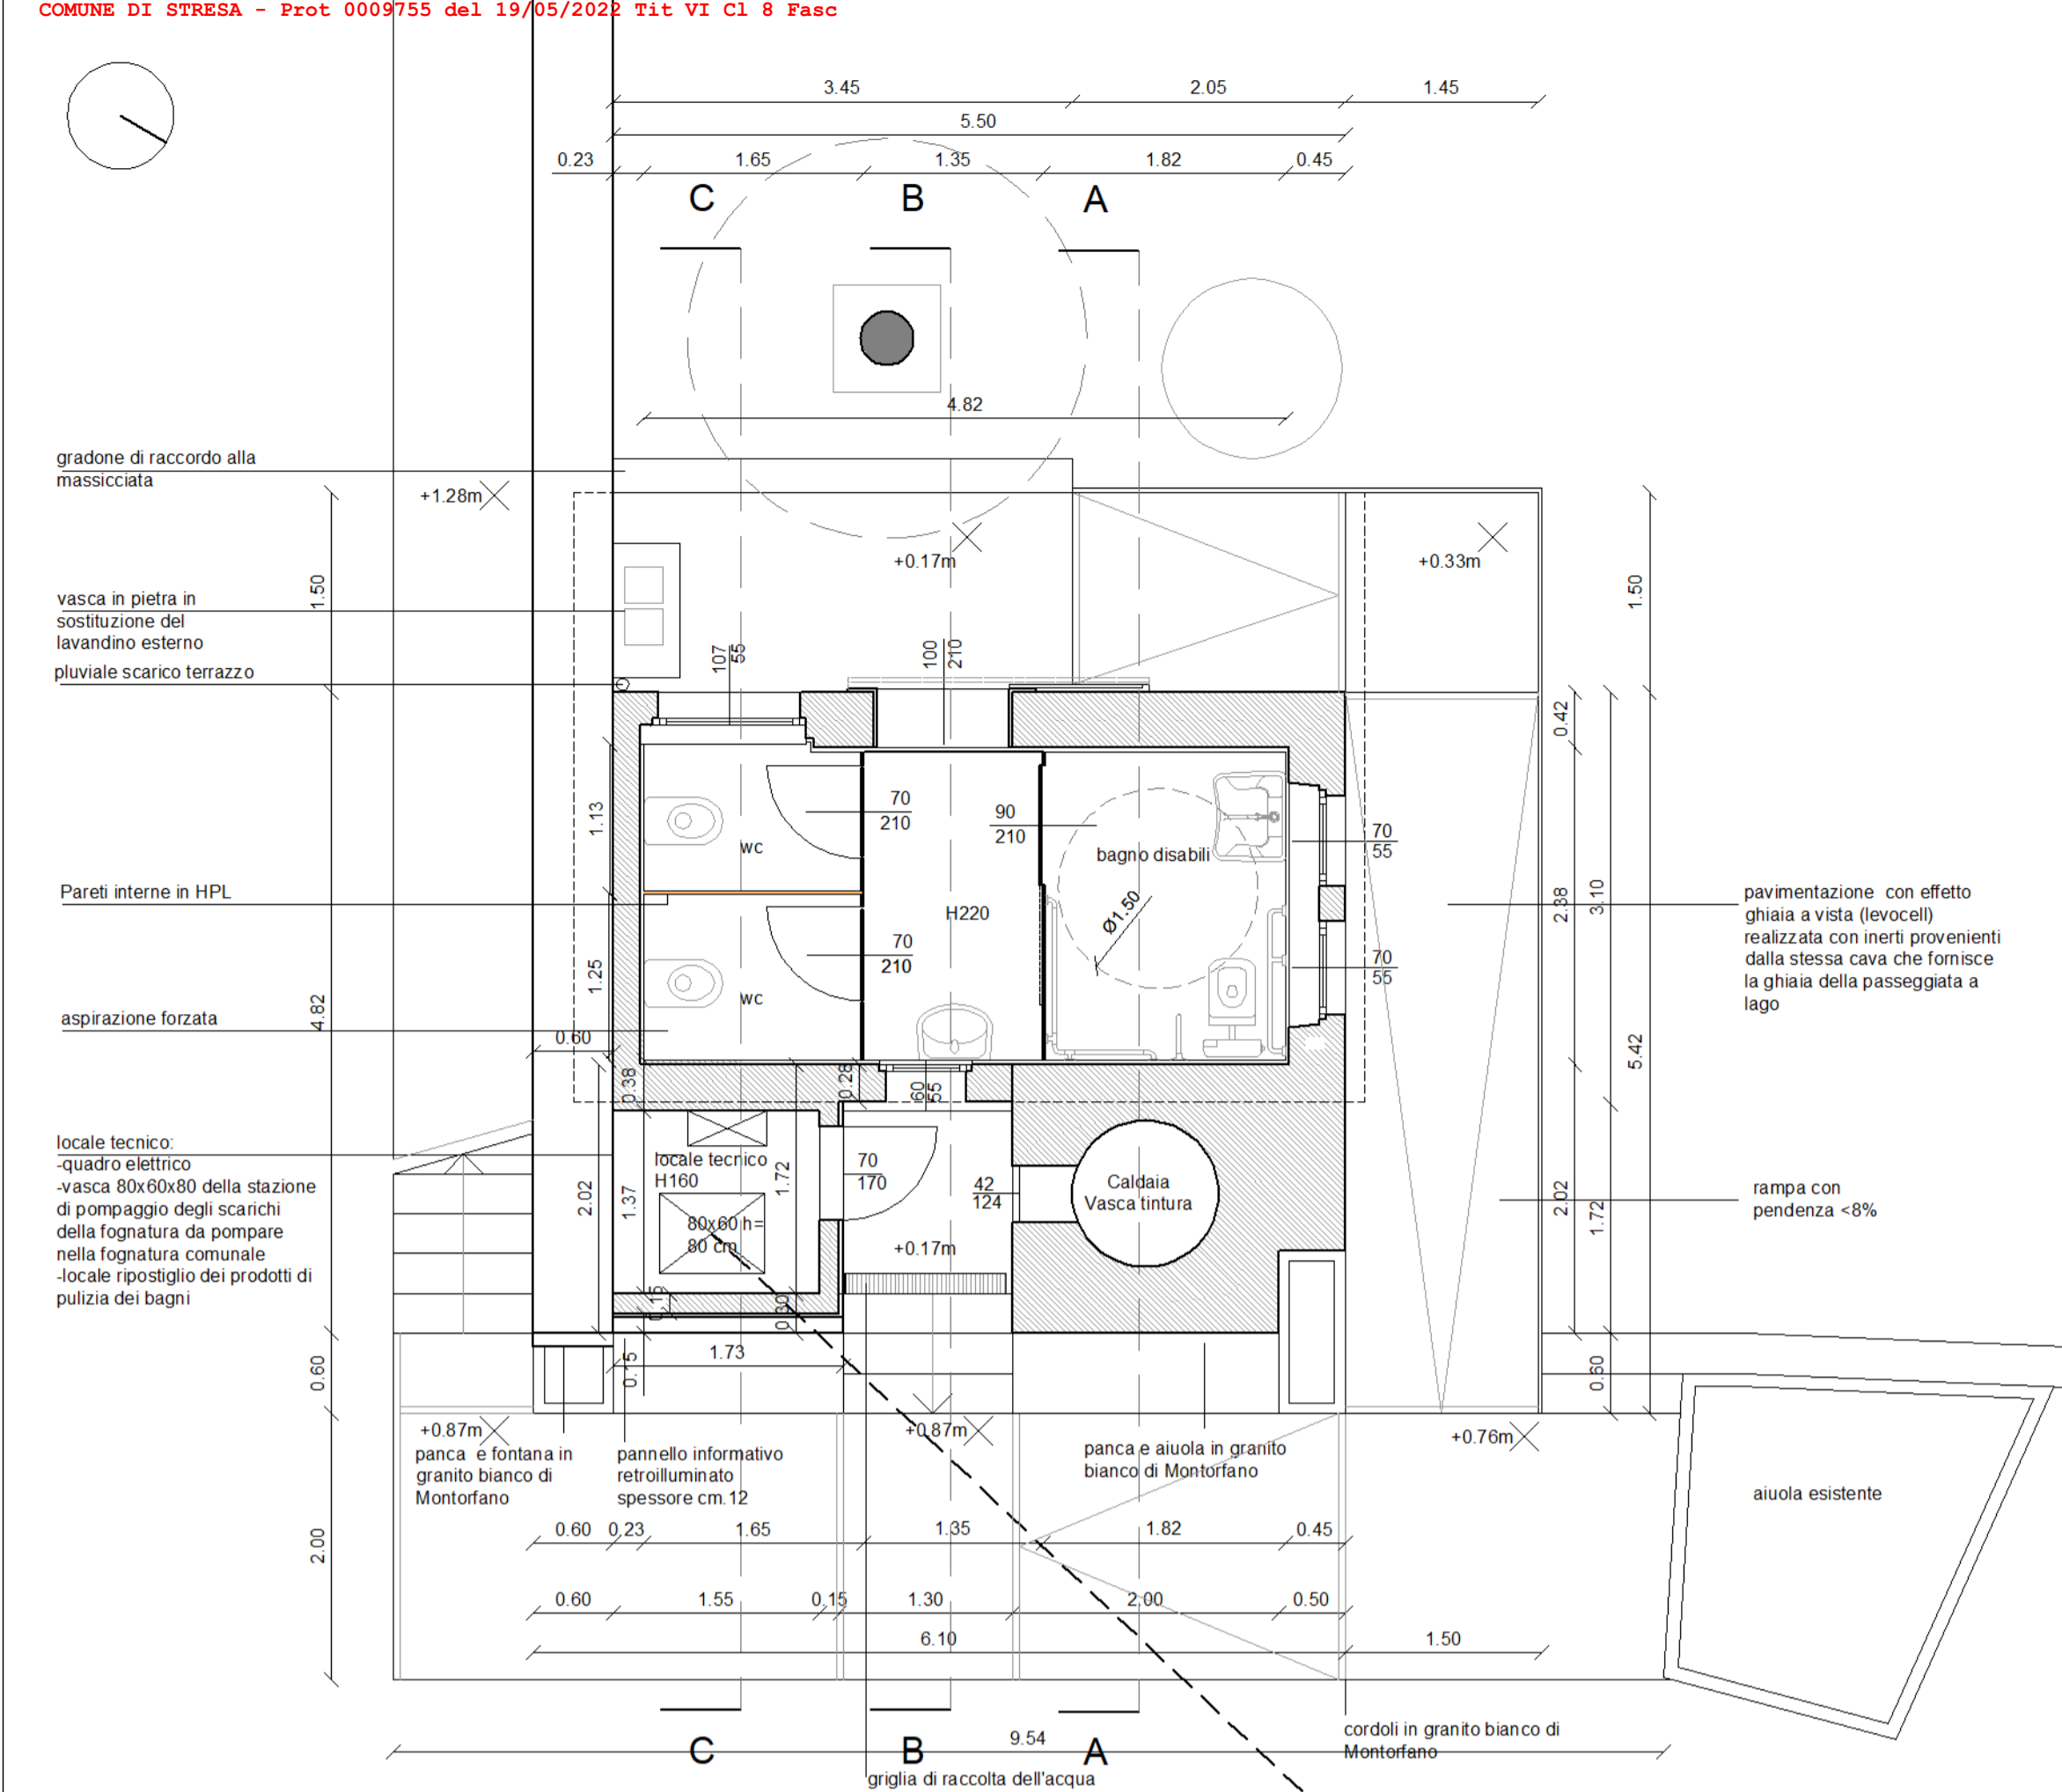 COMUNE DI STRESA - Prot 0009755 del 19/05/2022 Tit VI Cl 8 Fasc
3.45
2.05
1.45
5.50
0.23
1.65
1.35
1.82
0.45
C
B
A
4.82
gradone di raccordo alla
massicciata
+1.28m
+0.17m
+0.33m
1.50
1.50
vasca in pietra in
sostituzione del
lavandino esterno
pluviale scarico terrazzo
107
55
100
210
0.42
1.13
70
210
90
210
70
55
wc
bagno disabili
Pareti interne in HPL
H220
Ø1.50
2.38
3.10
pavimentazione con effetto
ghiaia a vista (levocell)
realizzata con inerti provenienti
dalla stessa cava che fornisce
la ghiaia della passeggiata a
lago
1.25
70
210
70
55
wc
4.82
aspirazione forzata
0.60
5.42
0.38
0.28
60
55
locale tecnico:
-quadro elettrico
-vasca 80x60x80 della stazione
di pompaggio degli scarichi
della fognatura da pompare
nella fognatura comunale
-locale ripostiglio dei prodotti di
pulizia dei bagni
locale tecnico
H160
1.72
70
170
42
124
Caldaia
Vasca tintura
2.02
1.37
80x60 h=
80 cm
+0.17m
2.02
1.72
rampa con
pendenza <8%
0.15
0.30
0.60
0.15
1.73
0.60
+0.87m
+0.87m
+0.76m
panca e fontana in
granito bianco di
Montorfano
pannello informativo
retroilluminato
spessore cm.12
panca e aiuola in granito
bianco di Montorfano
aiuola esistente
2.00
0.60
0.23
1.65
1.35
1.82
0.45
0.60
1.55
0.15
1.30
2.00
0.50
6.10
1.50
9.54
C
B
A
cordoli in granito bianco di
Montorfano
griglia di raccolta dell'acqua